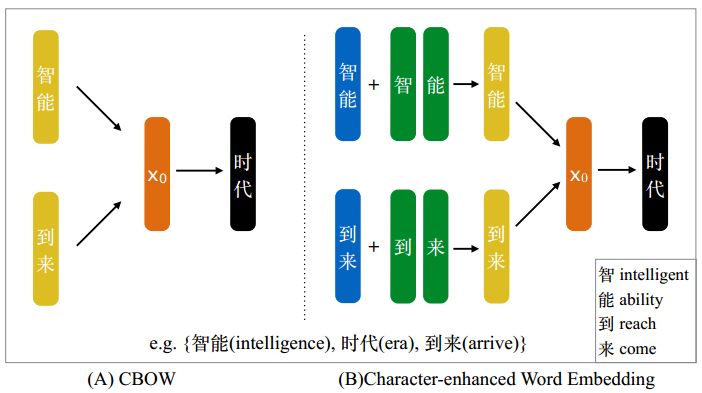 智能
到来
x₀
时代
智能
+
智
能
智能
到来
+
到
来
到来
x₀
时代
智 intelligent
能 ability
到 reach
来 come
e.g. {智能(intelligence), 时代(era), 到来(arrive)}
(A) CBOW
(B)Character-enhanced Word Embedding